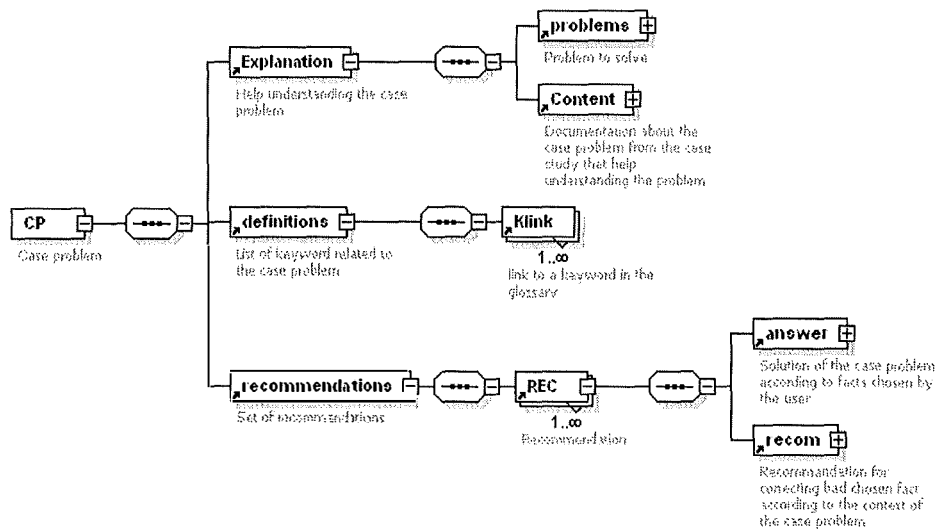 problems
Problem to solve
Explanation
Help understanding the case
problem
Content
Documentation about the
case problem from the case
study that help
understanding the problem
CP
Case problem
definitions
List of keyword related to
the case problem
Klink
1..∞
link to a keyword in the
glossary
answer
Solution of the case problem
according to facts chosen by
the user
recommendations
Set of recommendations
REC
1..∞
Recommendation
recom
Recommandation for
correcting bad chosen fact
according to the context of
the case problem